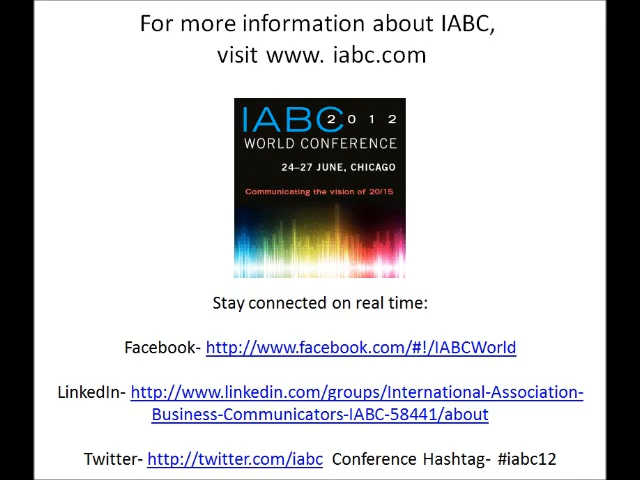 For more information about IABC,
visit www. iabc.com
IABC 2012
WORLD CONFERENCE
24–27 JUNE, CHICAGO
Communicating the vision of 20/15
Stay connected on real time:
Facebook- http://www.facebook.com/#!/IABCWorld
LinkedIn- http://www.linkedin.com/groups/International-Association-
Business-Communicators-IABC-58441/about
Twitter- http://twitter.com/iabc Conference Hashtag- #iabc12